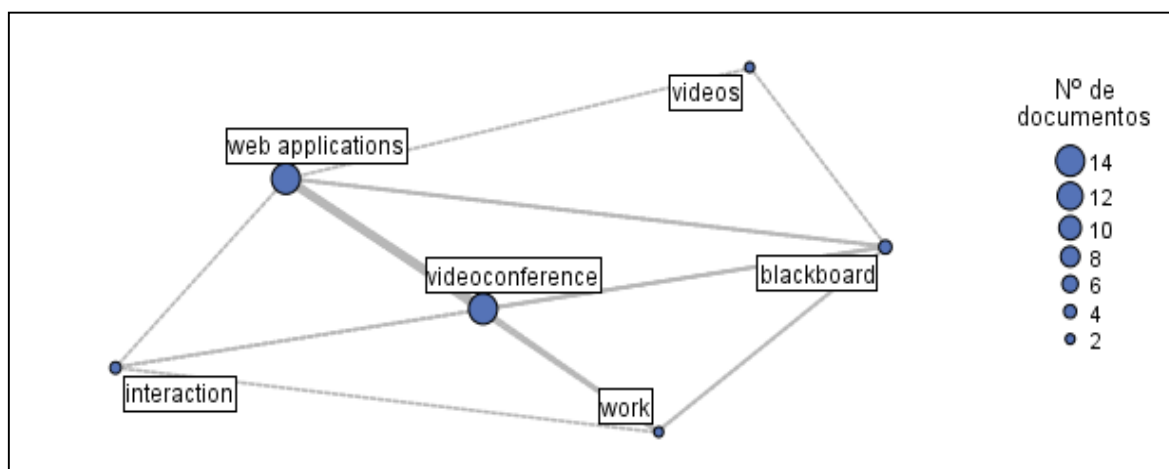 videos
web applications
videoconference
blackboard
interaction
work
Nº de
documentos
14
12
10
8
6
4
2